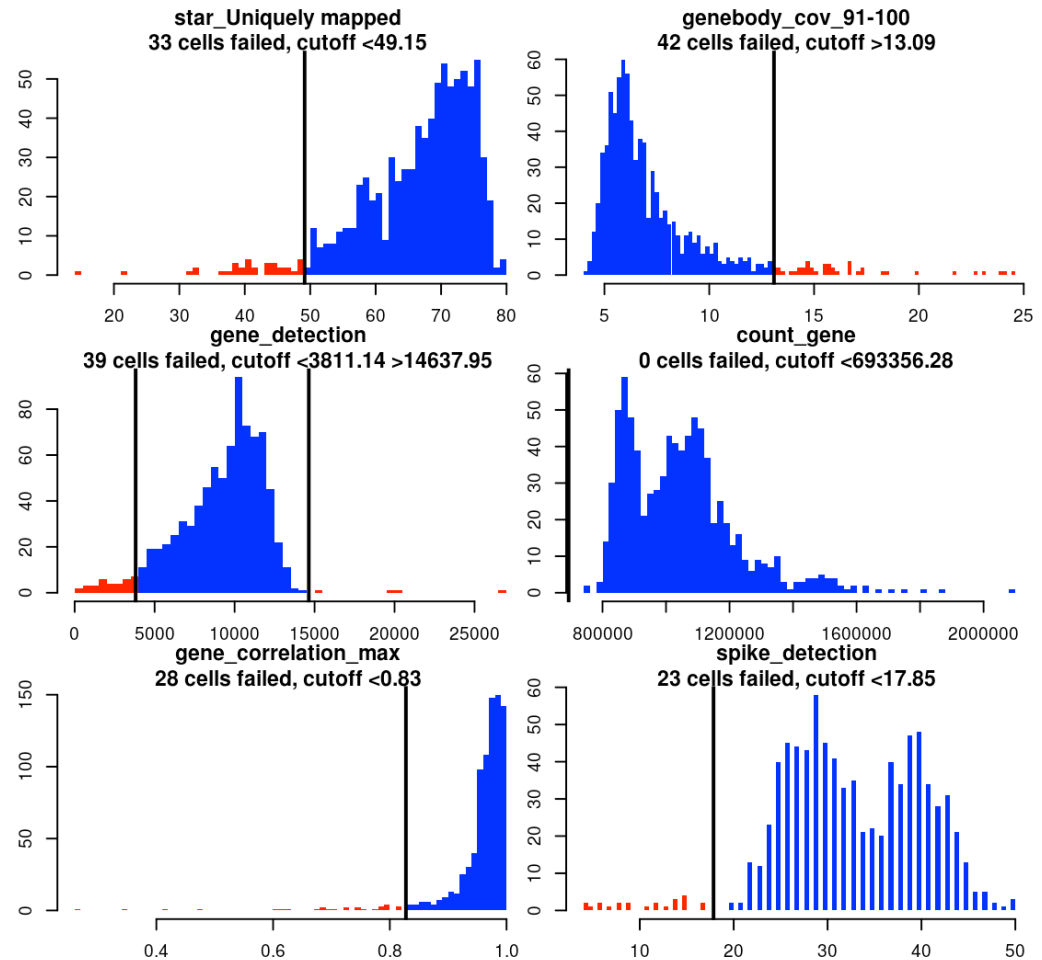 star_Uniquely mapped
33 cells failed, cutoff <49.15
0 10 20 30 40 50
20 30 40 50 60 70 80
genebody_cov_91-100
42 cells failed, cutoff >13.09
0 10 20 30 40 50 60
5 10 15 20 25
gene_detection
39 cells failed, cutoff <3811.14 >14637.95
0 20 40 60 80
0 5000 10000 15000 20000 25000
count_gene
0 cells failed, cutoff <693356.28
0 10 20 30 40 50 60
800000 1200000 1600000 2000000
gene_correlation_max
28 cells failed, cutoff <0.83
0 50 100 150
0.4 0.6 0.8 1.0
spike_detection
23 cells failed, cutoff <17.85
0 10 20 30 40 50 60
10 20 30 40 50